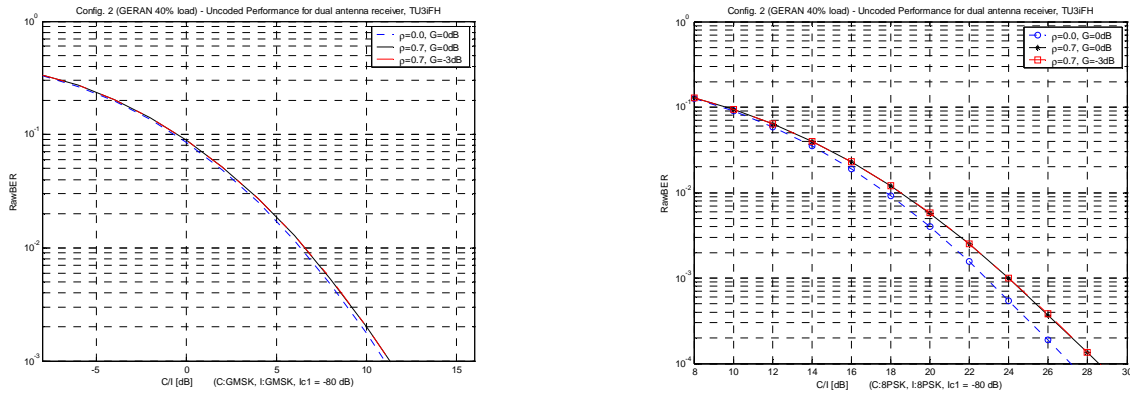 Config. 2 (GERAN 40% load) - Uncoded Performance for dual antenna receiver, TU3iFH
10^0
10^-1
10^-2
10^-3
RawBER
ρ=0.0, G=0dB
ρ=0.7, G=0dB
ρ=0.7, G=-3dB
-5 0 5 10 15
C/I [dB] (C:GMSK, I:GMSK, Ic1 = -80 dB)
Config. 2 (GERAN 40% load) - Uncoded Performance for dual antenna receiver, TU3iFH
10^0
10^-1
10^-2
10^-3
10^-4
RawBER
ρ=0.0, G=0dB
ρ=0.7, G=0dB
ρ=0.7, G=-3dB
8 10 12 14 16 18 20 22 24 26 28 30
C/I [dB] (C:8PSK, I:8PSK, Ic1 = -80 dB)